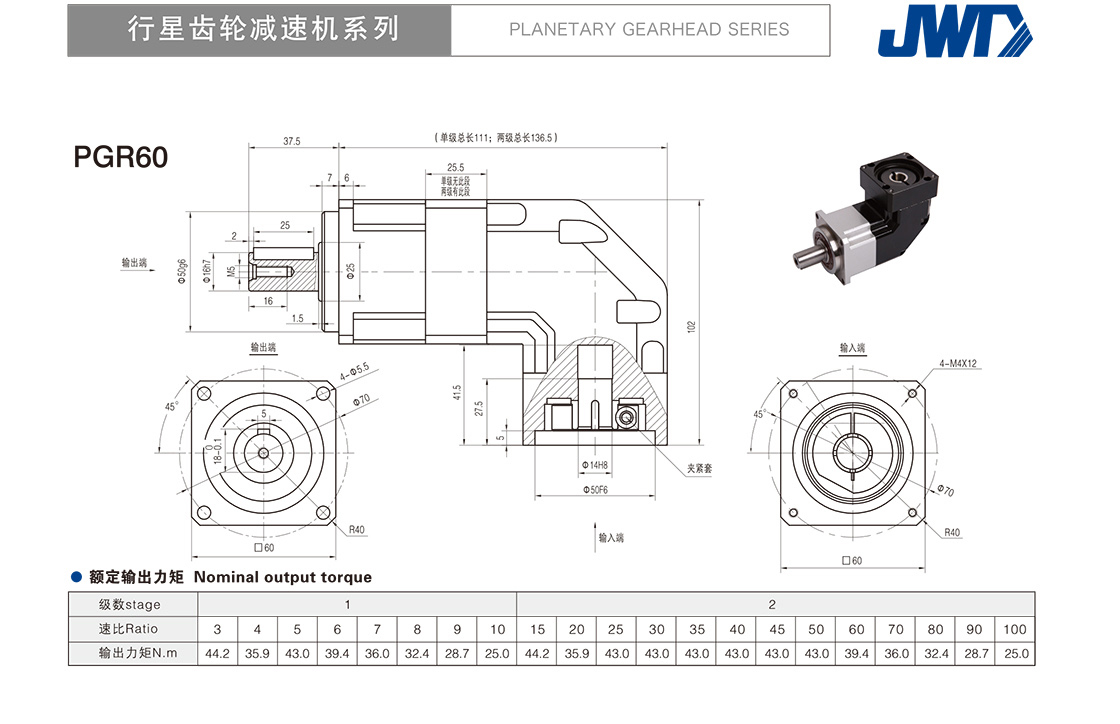 行星齿轮减速机系列
PLANETARY GEARHEAD SERIES
JWT
PGR60
37.5
（单级总长111；两级总长136.5）
7
6
25.5
单级无此段
两级有此段
2
25
输出端
Φ50g6
Φ16h7
M5
Φ25
16
1.5
102
41.5
27.5
5
Φ14H8
Φ50F6
夹紧套
输入端
输出端
4-Φ5.5
Φ70
45°
5
0
18-0.1
R40
□60
输入端
4-M4X12
45°
Φ70
R40
□60
额定输出力矩 Nominal output torque
级数stage 1 2
速比Ratio 3 4 5 6 7 8 9 10 15 20 25 30 35 40 45 50 60 70 80 90 100
输出力矩N.m 44.2 35.9 43.0 39.4 36.0 32.4 28.7 25.0 44.2 35.9 43.0 43.0 43.0 43.0 43.0 43.0 39.4 36.0 32.4 28.7 25.0